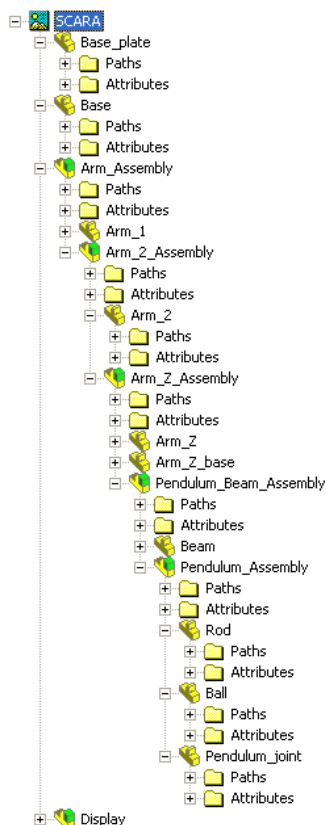 SCARA
Base_plate
Paths
Attributes
Base
Paths
Attributes
Arm_Assembly
Paths
Attributes
Arm_1
Arm_2_Assembly
Paths
Attributes
Arm_2
Paths
Attributes
Arm_Z_Assembly
Paths
Attributes
Arm_Z
Arm_Z_base
Pendulum_Beam_Assembly
Paths
Attributes
Beam
Pendulum_Assembly
Paths
Attributes
Rod
Paths
Attributes
Ball
Paths
Attributes
Pendulum_joint
Paths
Attributes
Display